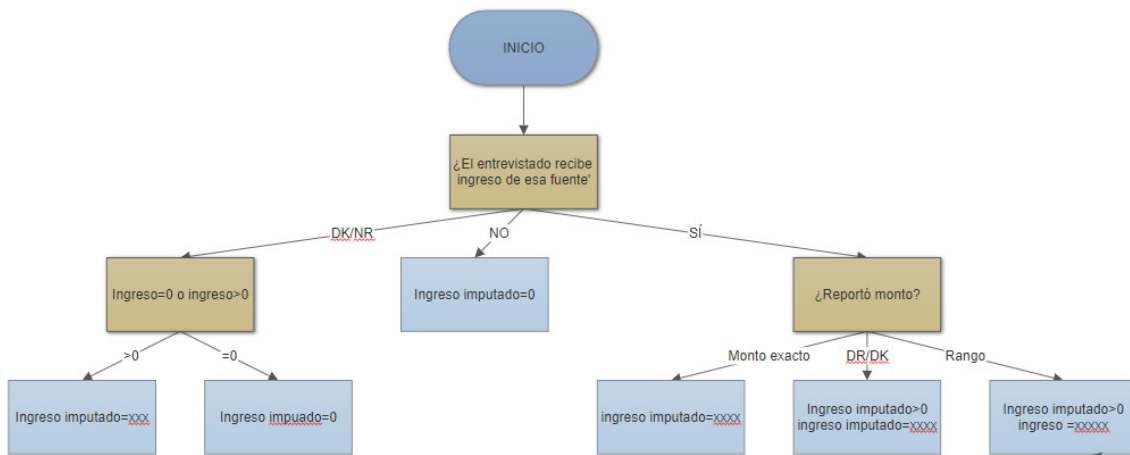 INICIO
¿El entrevistado recibe
ingreso de esa fuente'
DK/NR
NO
SÍ
Ingreso=0 o ingreso>0
Ingreso imputado=0
¿Reportó monto?
>0
=0
Monto exacto
DR/DK
Rango
Ingreso imputado=xxx
Ingreso impuado=0
ingreso imputado=xxxx
Ingreso imputado>0
ingreso imputado=xxxx
Ingreso imputado>0
ingreso =xxxxx